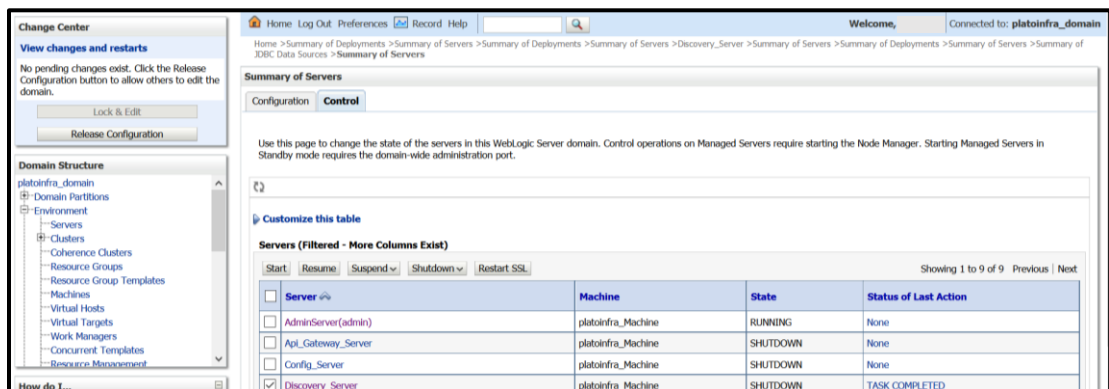 Change Center
View changes and restarts
No pending changes exist. Click the Release
Configuration button to allow others to edit the
domain.
Lock & Edit
Release Configuration
Domain Structure
platoinfra_domain
Domain Partitions
Environment
Servers
Clusters
Coherence Clusters
Resource Groups
Resource Group Templates
Machines
Virtual Hosts
Virtual Targets
Work Managers
Concurrent Templates
Resource Management
How do I...
Home Log Out Preferences Record Help
Welcome,
Connected to: platoinfra_domain
Home >Summary of Deployments >Summary of Servers >Summary of Deployments >Summary of Servers >Discovery_Server >Summary of Servers >Summary of Deployments >Summary of Servers >Summary of
JDBC Data Sources >Summary of Servers
Summary of Servers
Configuration Control
Use this page to change the state of the servers in this WebLogic Server domain. Control operations on Managed Servers require starting the Node Manager. Starting Managed Servers in
Standby mode requires the domain-wide administration port.
Customize this table
Servers (Filtered - More Columns Exist)
Start Resume Suspend Shutdown Restart SSL
Showing 1 to 9 of 9 Previous | Next
Server Machine State Status of Last Action
AdminServer(admin) platoinfra_Machine RUNNING None
Api_Gateway_Server platoinfra_Machine SHUTDOWN None
Config_Server platoinfra_Machine SHUTDOWN None
Discovery_Server platoinfra_Machine SHUTDOWN TASK COMPLETED